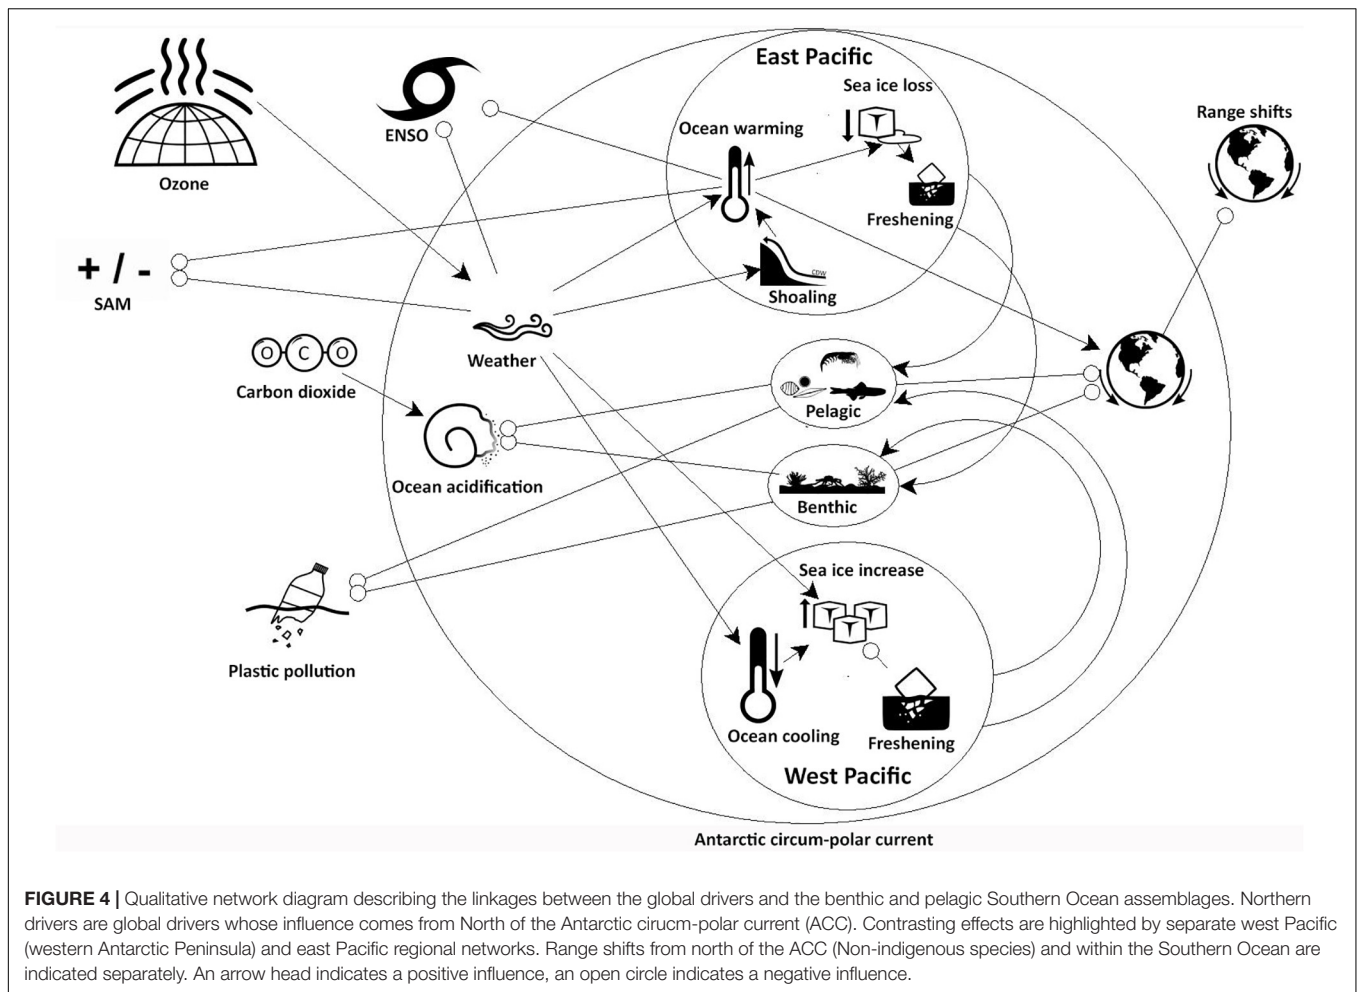 East Pacific
Sea ice loss
Range shifts
Ocean warming
ENSO
Ozone
Freshening
+ / -
SAM
CDW
Shoaling
O C O
Weather
Carbon dioxide
Pelagic
Ocean acidification
Benthic
Sea ice increase
Plastic pollution
Ocean cooling
Freshening
West Pacific
Antarctic circum-polar current
FIGURE 4 | Qualitative network diagram describing the linkages between the global drivers and the benthic and pelagic Southern Ocean assemblages. Northern
drivers are global drivers whose influence comes from North of the Antarctic cirucm-polar current (ACC). Contrasting effects are highlighted by separate west Pacific
(western Antarctic Peninsula) and east Pacific regional networks. Range shifts from north of the ACC (Non-indigenous species) and within the Southern Ocean are
indicated separately. An arrow head indicates a positive influence, an open circle indicates a negative influence.